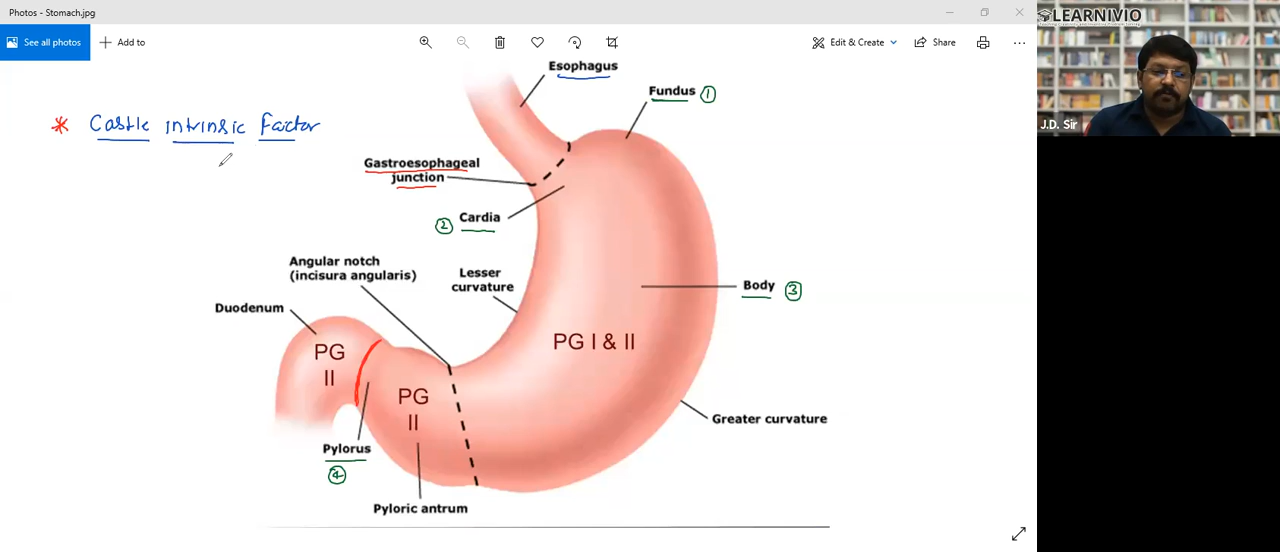 Photos - Stomach.jpg
See all photos
Add to
Edit & Create
Share
LEARNIVIO
J.D. Sir
Esophagus
Fundus 1
* Castle intrinsic factor
Gastroesophageal
junction
2 Cardia
Angular notch
(incisura angularis)
Lesser
curvature
Body 3
Duodenum
PG I & II
PG
II
PG
II
Greater curvature
Pylorus
4
Pyloric antrum